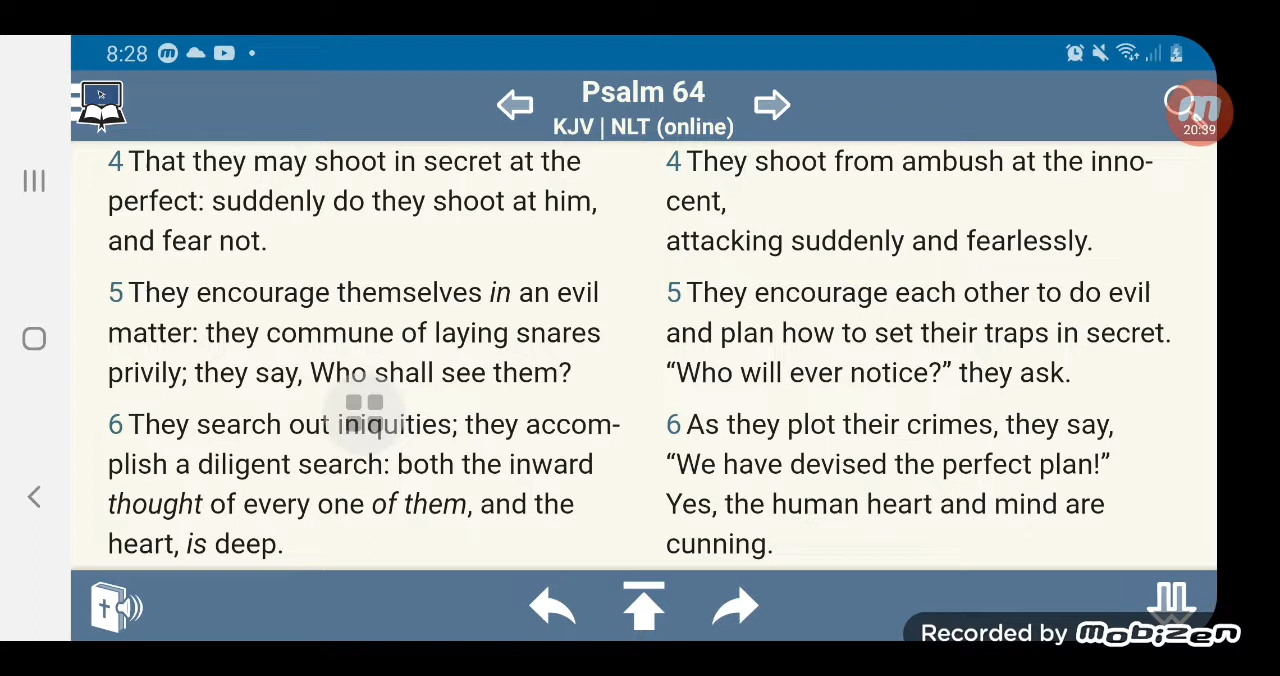 8:28
Psalm 64
KJV | NLT (online)
20:39
4 That they may shoot in secret at the
perfect: suddenly do they shoot at him,
and fear not.
5 They encourage themselves in an evil
matter: they commune of laying snares
privily; they say, Who shall see them?
6 They search out iniquities; they accom-
plish a diligent search: both the inward
thought of every one of them, and the
heart, is deep.
4 They shoot from ambush at the inno-
cent,
attacking suddenly and fearlessly.
5 They encourage each other to do evil
and plan how to set their traps in secret.
“Who will ever notice?” they ask.
6 As they plot their crimes, they say,
“We have devised the perfect plan!”
Yes, the human heart and mind are
cunning.
Recorded by Mobizen